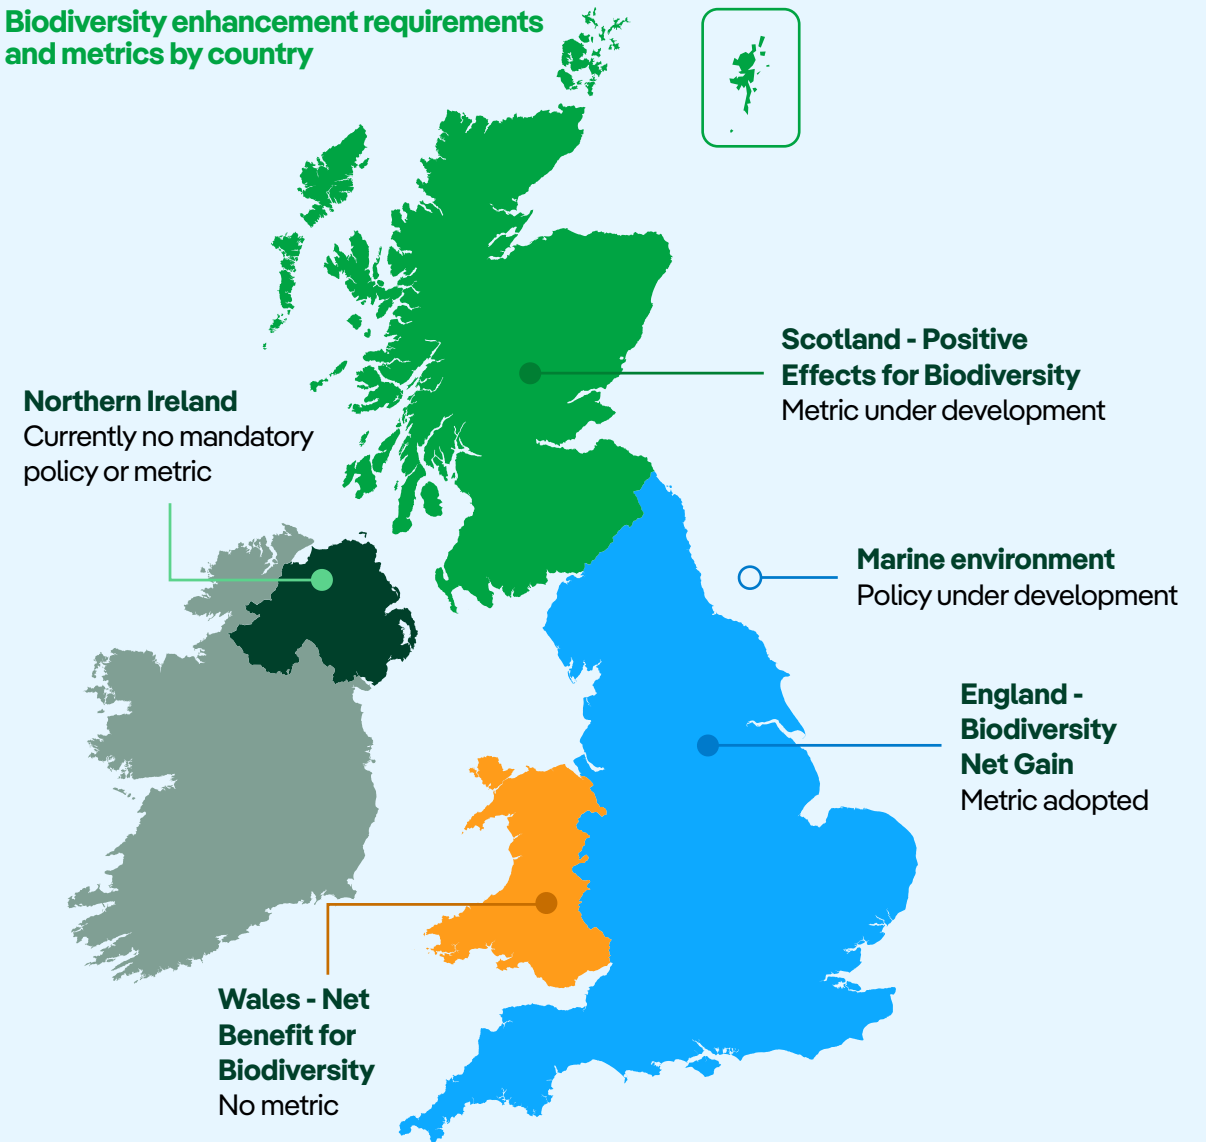 Biodiversity enhancement requirements
and metrics by country
Scotland - Positive
Effects for Biodiversity
Metric under development
Northern Ireland
Currently no mandatory
policy or metric
Marine environment
Policy under development
England -
Biodiversity
Net Gain
Metric adopted
Wales - Net
Benefit for
Biodiversity
No metric